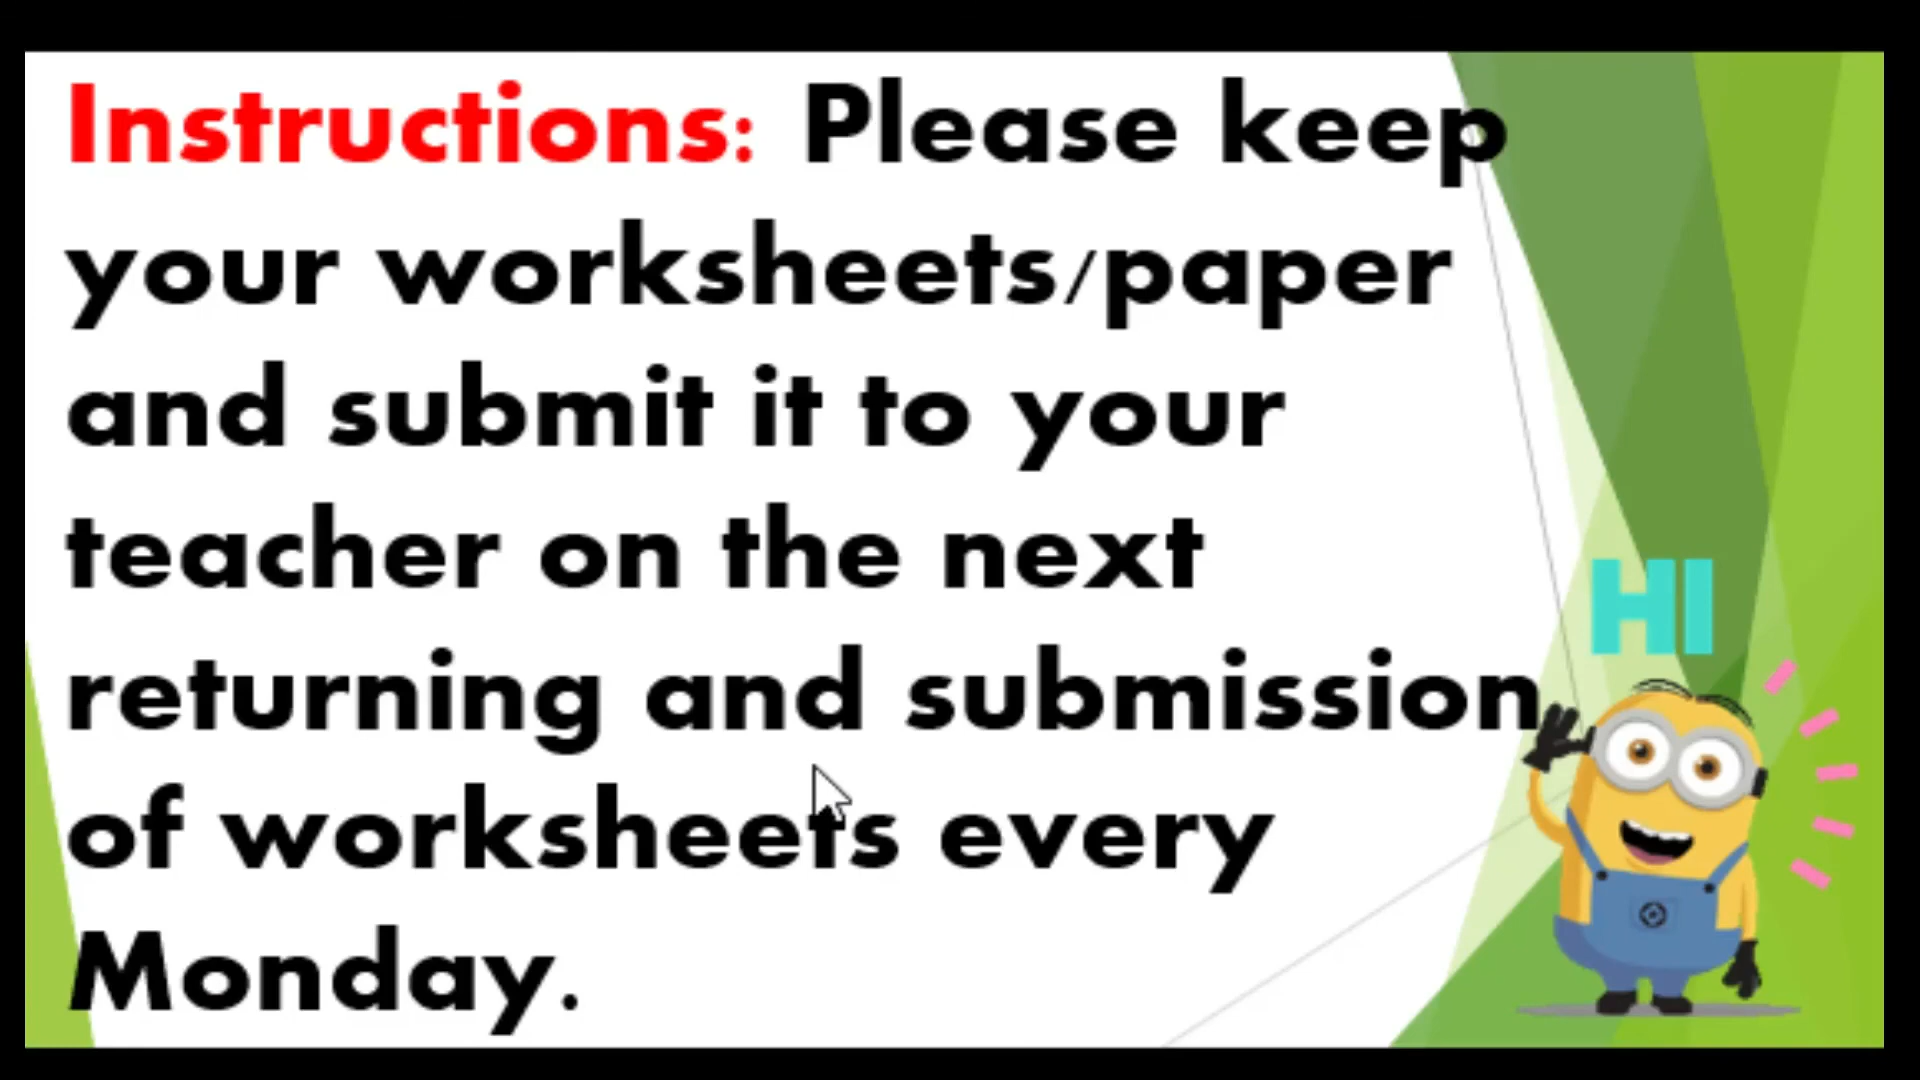 Instructions: Please keep
your worksheets/paper
and submit it to your
teacher on the next
returning and submission
of worksheets every
Monday.
HI